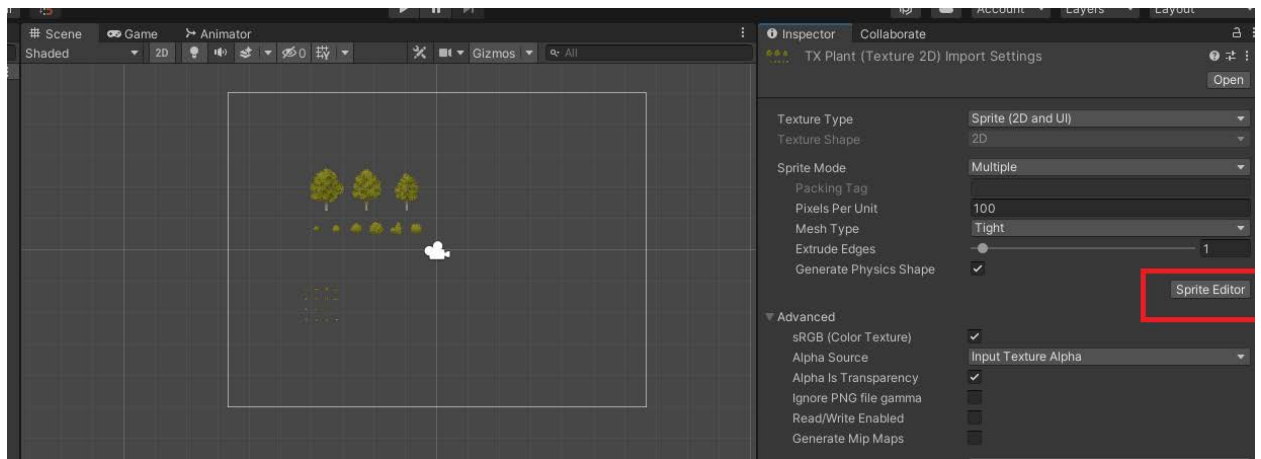 Account
Layers
Layout
# Scene Game Animator
Shaded 2D 0 Gizmos All
Inspector Collaborate
TX Plant (Texture 2D) Import Settings
Open
Texture Type Sprite (2D and UI)
Texture Shape 2D
Sprite Mode Multiple
Packing Tag
Pixels Per Unit 100
Mesh Type Tight
Extrude Edges 1
Generate Physics Shape
Sprite Editor
Advanced
sRGB (Color Texture)
Alpha Source Input Texture Alpha
Alpha Is Transparency
Ignore PNG file gamma
Read/Write Enabled
Generate Mip Maps